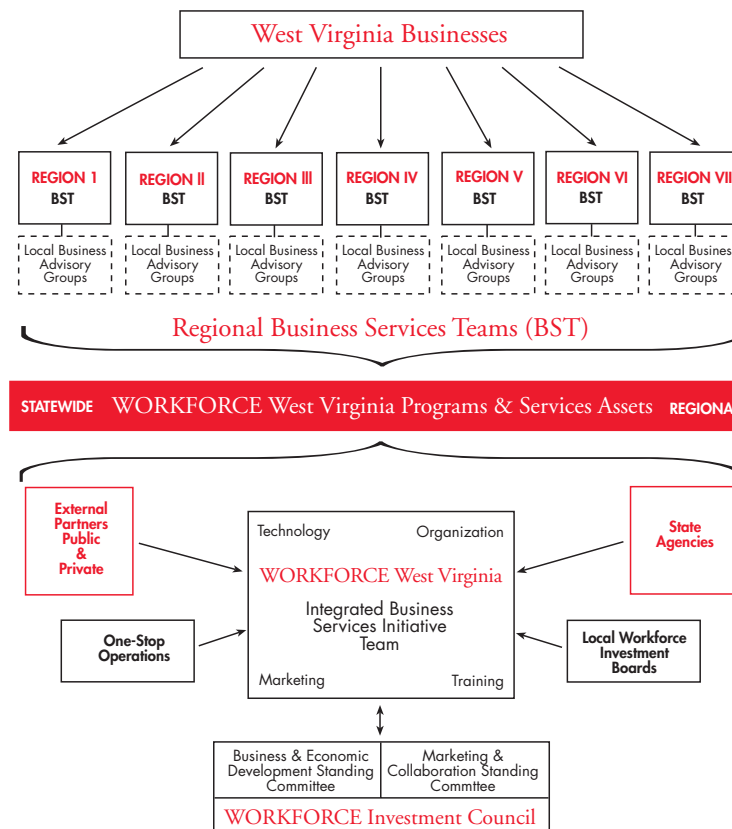 West Virginia Businesses
REGION 1
BST
REGION II
BST
REGION III
BST
REGION IV
BST
REGION V
BST
REGION VI
BST
REGION VII
BST
Local Business
Advisory
Groups
Local Business
Advisory
Groups
Local Business
Advisory
Groups
Local Business
Advisory
Groups
Local Business
Advisory
Groups
Local Business
Advisory
Groups
Local Business
Advisory
Groups
Regional Business Services Teams (BST)
STATEWIDE WORKFORCE West Virginia Programs & Services Assets REGIONA
External
Partners
Public
&
Private
State
Agencies
One-Stop
Operations
Local Workforce
Investment
Boards
Technology Organization
WORKFORCE West Virginia
Integrated Business
Services Initiative
Team
Marketing Training
Business & Economic
Development Standing
Committee
Marketing &
Collaboration Standing
Commttee
WORKFORCE Investment Council